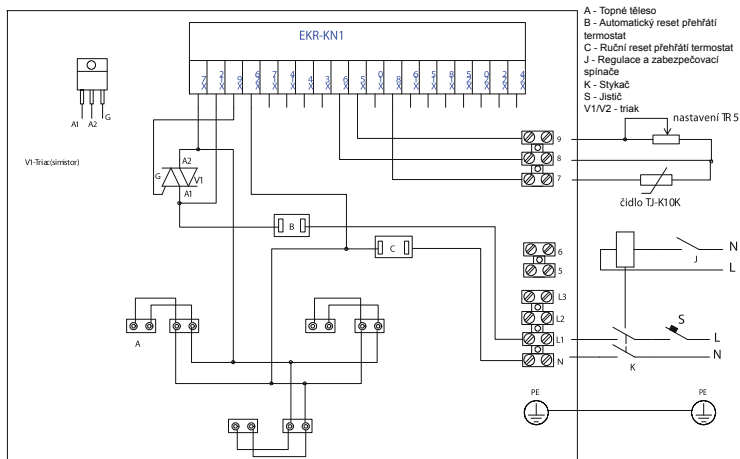 EKR-KN1
A1
A2
G
V1-Triac(simistor)
A2
G
V1
A1
B
C
A
9
8
7
6
5
L3
L2
L1
N
PE
A - Topné těleso
B - Automatický reset přehřátí
termostat
C - Ruční reset přehřátí termostat
J - Regulace a zabezpečovací
spínače
K - Stykač
S - Jistič
V1/V2 - triak
nastavení TR 5
čidlo TJ-K10K
J
N
L
S
L
N
K
PE